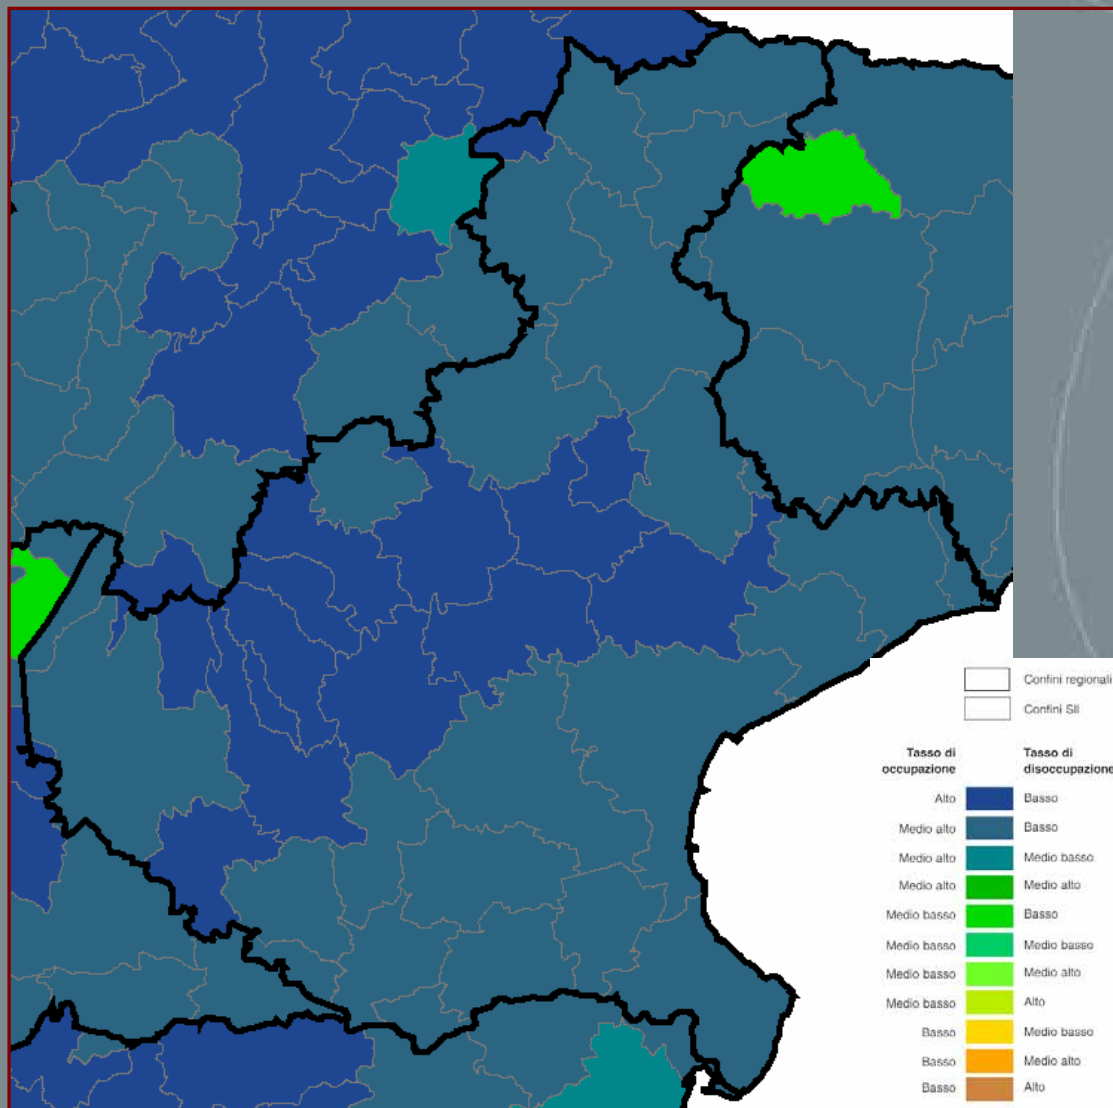 Confini regionali
Confini Sll
Tasso di occupazione Tasso di disoccupazione
Alto Basso
Medio alto Basso
Medio alto Medio basso
Medio alto Medio alto
Medio basso Basso
Medio basso Medio basso
Medio basso Medio alto
Medio basso Alto
Basso Medio basso
Basso Medio alto
Basso Alto